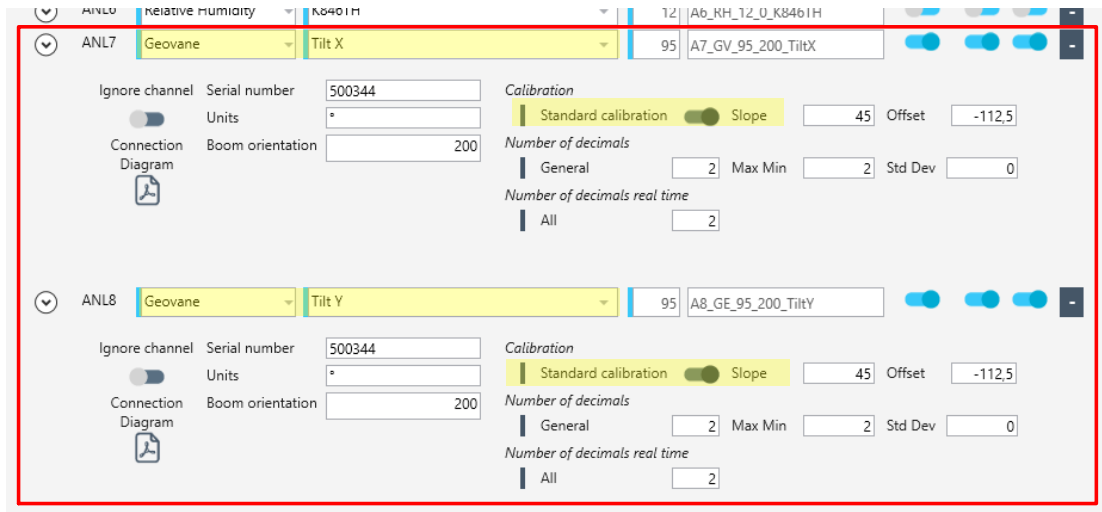 ANL6 Relative Humidity K846TH 12 A6_RH_12_0_K846TH -
ANL7 Geovane Tilt X 95 A7_GV_95_200_TiltX -
Ignore channel Serial number 500344 Calibration
Units ° Standard calibration Slope 45 Offset -112,5
Connection Boom orientation 200 Number of decimals
Diagram General 2 Max Min 2 Std Dev 0
Number of decimals real time
All 2
ANL8 Geovane Tilt Y 95 A8_GE_95_200_TiltY -
Ignore channel Serial number 500344 Calibration
Units ° Standard calibration Slope 45 Offset -112,5
Connection Boom orientation 200 Number of decimals
Diagram General 2 Max Min 2 Std Dev 0
Number of decimals real time
All 2